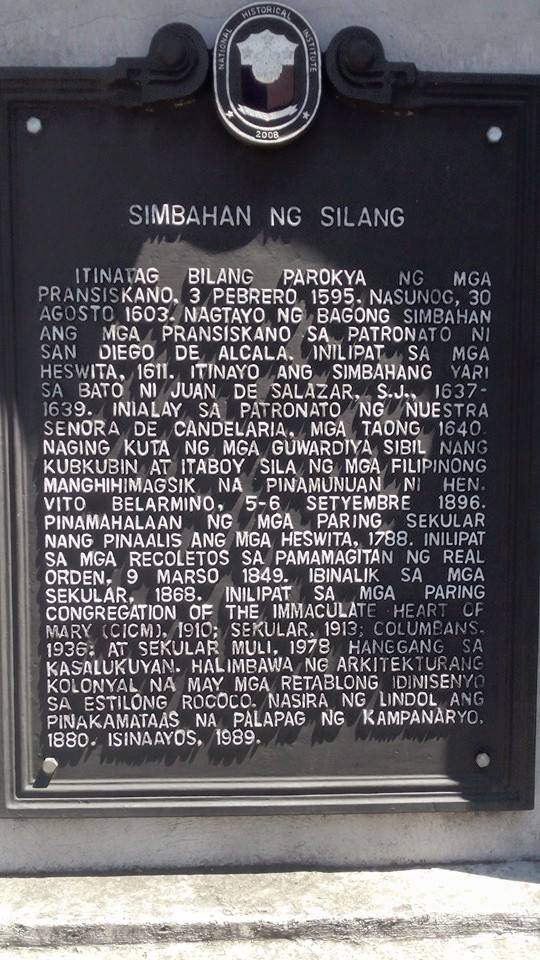 NATIONAL HISTORICAL INSTITUTE
2008
SIMBAHAN NG SILANG
ITINATAG BILANG PAROKYA NG MGA
PRANSISKANO, 3 PEBRERO 1595. NASUNOG, 30
AGOSTO 1603. NAGTAYO NG BAGONG SIMBAHAN
ANG MGA PRANSISKANO SA PATRONATO NI
SAN DIEGO DE ALCALA. INILIPAT SA MGA
HESWITA, 1611. ITINAYO ANG SIMBAHANG YARI
SA BATO NI JUAN DE SALAZAR, S.J., 1637-
1639. INIALAY SA PATRONATO NG NUESTRA
SENORA DE CANDELARIA, MGA TAONG 1640.
NAGING KUTA NG MGA GUWARDIYA SIBIL NANG
KUBKUBIN AT ITABOY SILA NG MGA FILIPINONG
MANGHIHIMAGSIK NA PINAMUNUAN NI HEN.
VITO BELARMINO, 5-6 SETYEMBRE 1896.
PINAMAHALAAN NG MGA PARING SEKULAR
NANG PINAALIS ANG MGA HESWITA, 1788. INILIPAT
SA MGA RECOLETOS SA PAMAMAGITAN NG REAL
ORDEN, 9 MARSO 1849. IBINALIK SA MGA
SEKULAR, 1868. INILIPAT SA MGA PARING
CONGREGATION OF THE IMMACULATE HEART OF
MARY (CICM), 1910; SEKULAR, 1913; COLUMBANS,
1936; AT SEKULAR MULI, 1978 HANGGANG SA
KASALUKUYAN. HALIMBAWA NG ARKITEKTURANG
KOLONYAL NA MAY MGA RETABLONG IDINISENYO
SA ESTILONG ROCOCO. NASIRA NG LINDOL ANG
PINAKAMATAAS NA PALAPAG NG KAMPANARYO,
1880. ISINAAYOS, 1989.